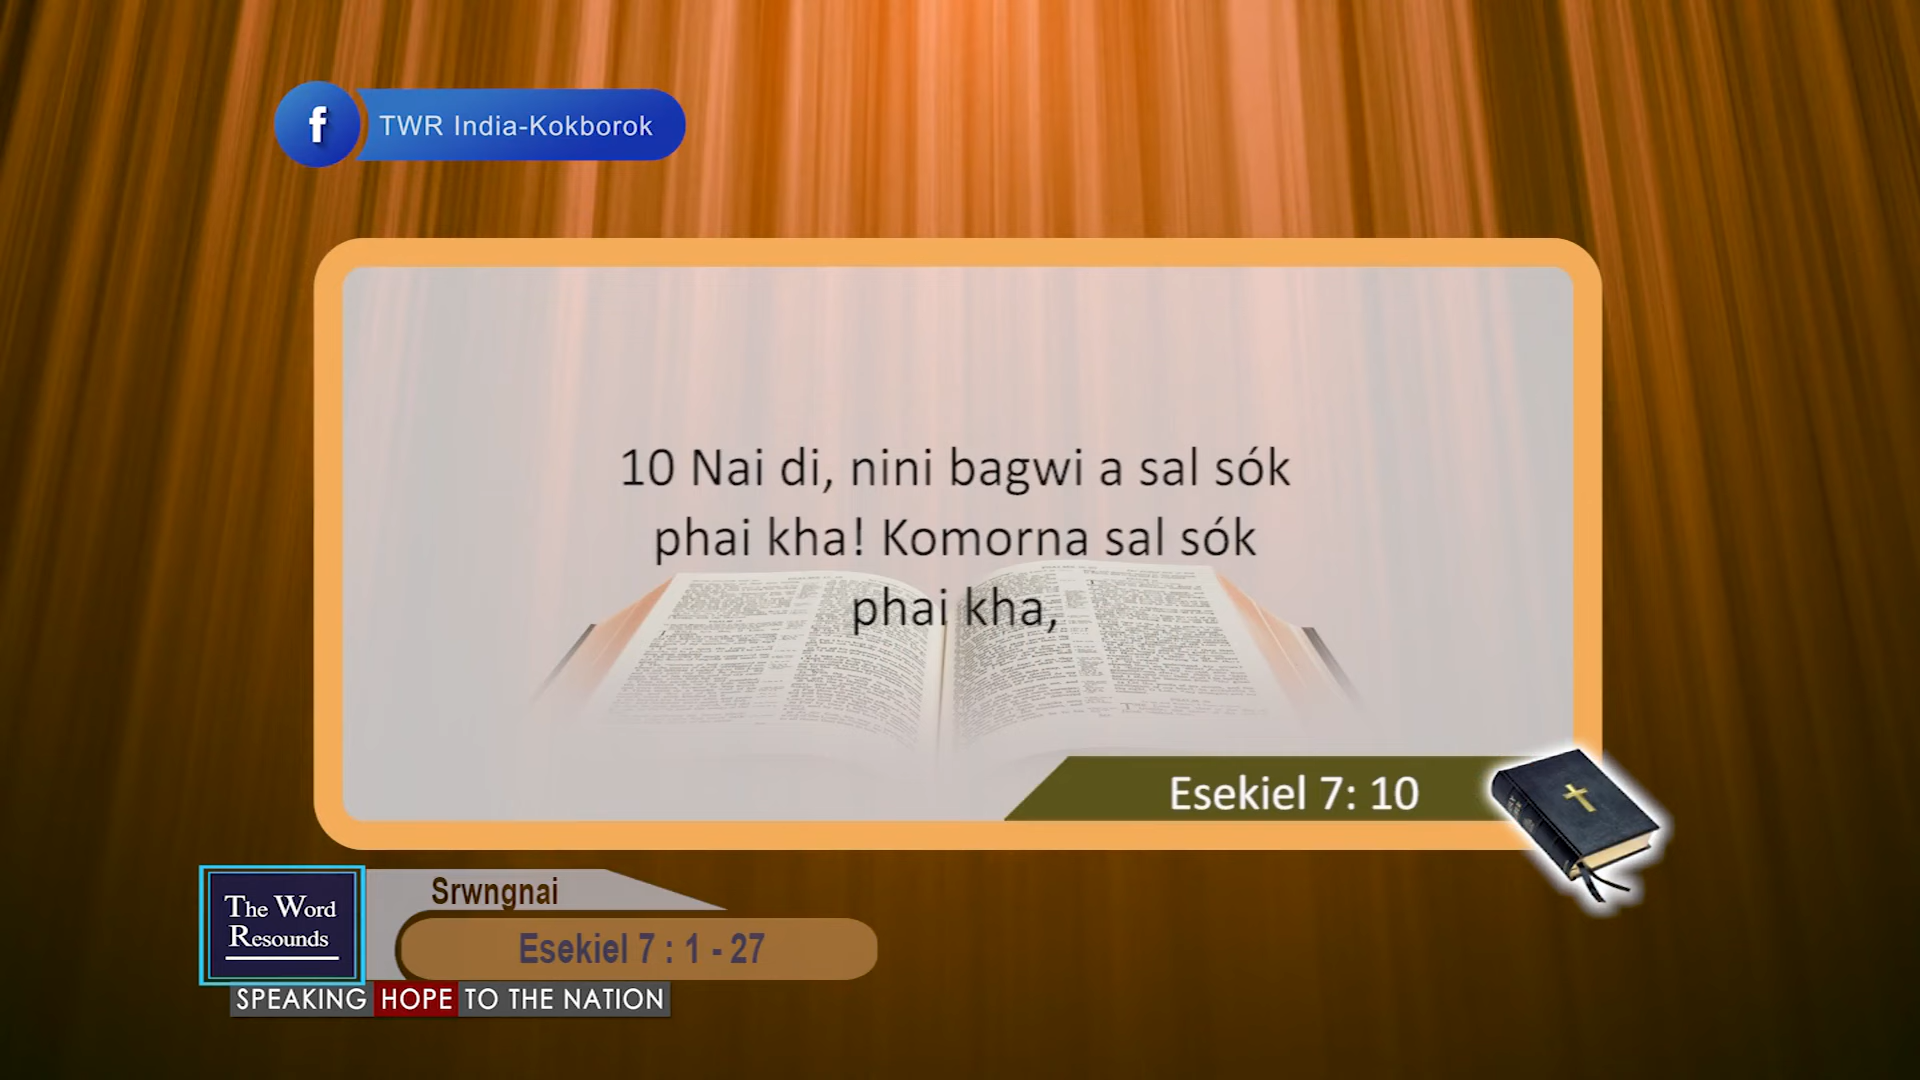 f
TWR India-Kokborok
10 Nai di, nini bagwi a sal sók
phai kha! Komorna sal sók
phai kha,
Esekiel 7: 10
The Word
Resounds
Srwngnai
Esekiel 7 : 1 - 27
SPEAKING HOPE TO THE NATION